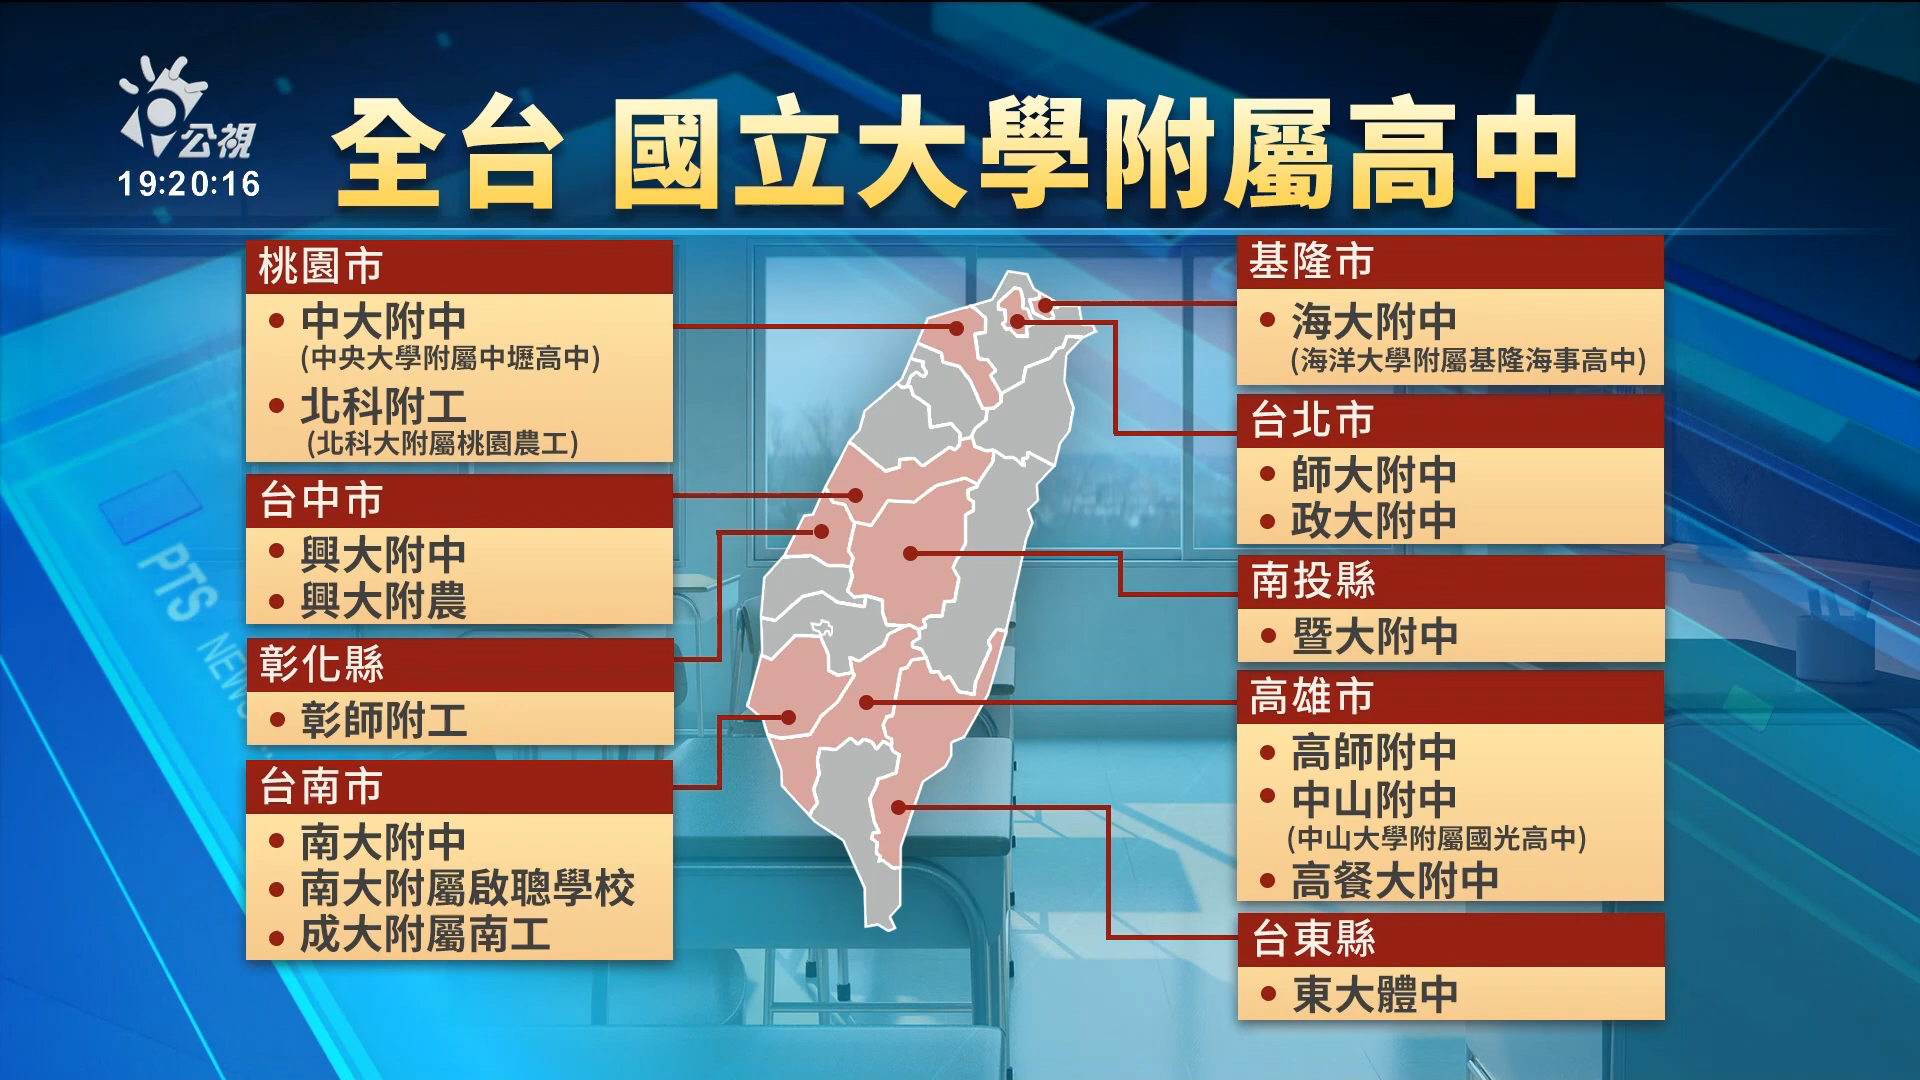 公視
19:20:16
全台 國立大學附屬高中
桃園市
中大附中
(中央大學附屬中壢高中)
北科附工
(北科大附屬桃園農工)
台中市
興大附中
興大附農
彰化縣
彰師附工
台南市
南大附中
南大附屬啟聰學校
成大附屬南工
基隆市
海大附中
(海洋大學附屬基隆海事高中)
台北市
師大附中
政大附中
南投縣
暨大附中
高雄市
高師附中
中山附中
(中山大學附屬國光高中)
高餐大附中
台東縣
東大體中
PTS
NEWS